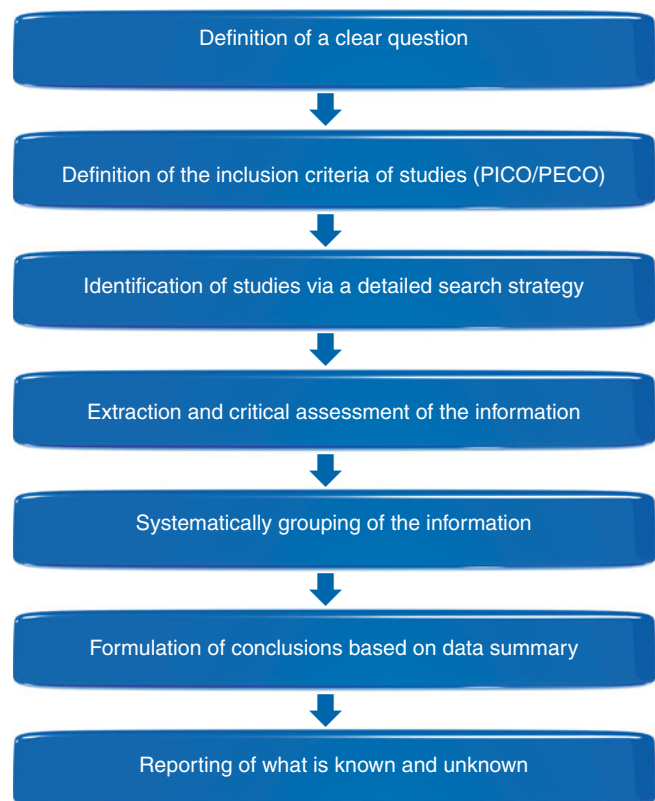 Definition of a clear question
Definition of the inclusion criteria of studies (PICO/PECO)
Identification of studies via a detailed search strategy
Extraction and critical assessment of the information
Systematically grouping of the information
Formulation of conclusions based on data summary
Reporting of what is known and unknown